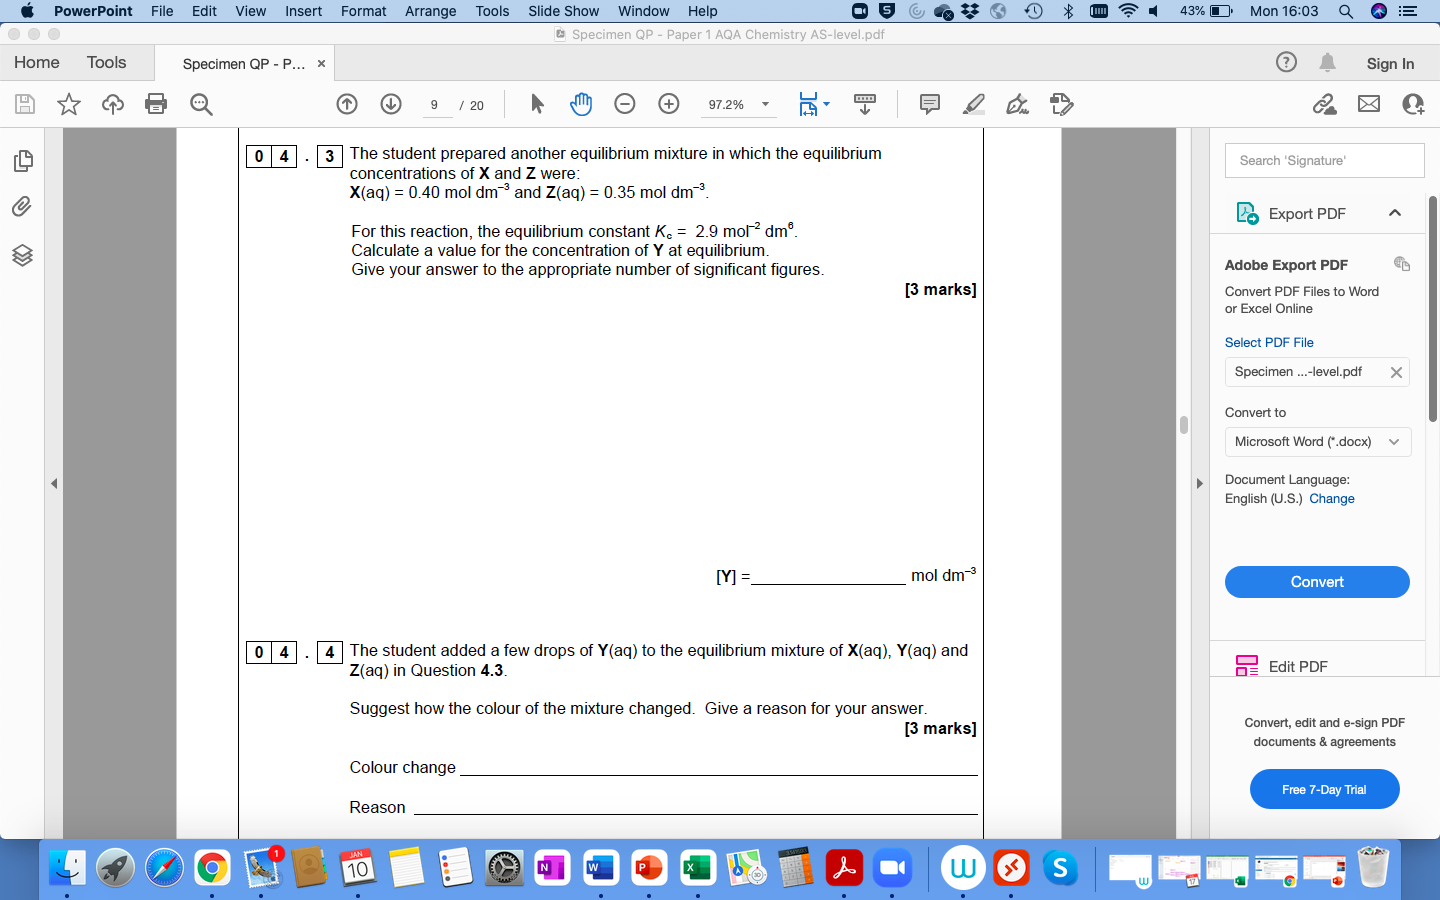 PowerPoint File Edit View Insert Format Arrange Tools Slide Show Window Help 43% Mon 16:03
Specimen QP - Paper 1 AQA Chemistry AS-level.pdf
Home Tools Specimen QP - P... × Sign In
9 / 20 97.2%
0 4 . 3 The student prepared another equilibrium mixture in which the equilibrium
concentrations of X and Z were:
X(aq) = 0.40 mol dm⁻³ and Z(aq) = 0.35 mol dm⁻³.
For this reaction, the equilibrium constant Kc = 2.9 mol⁻² dm⁶.
Calculate a value for the concentration of Y at equilibrium.
Give your answer to the appropriate number of significant figures.
[3 marks]
[Y] = mol dm⁻³
0 4 . 4 The student added a few drops of Y(aq) to the equilibrium mixture of X(aq), Y(aq) and
Z(aq) in Question 4.3.
Suggest how the colour of the mixture changed. Give a reason for your answer.
[3 marks]
Colour change
Reason
Search 'Signature'
Export PDF
Adobe Export PDF
Convert PDF Files to Word
or Excel Online
Select PDF File
Specimen ...-level.pdf
Convert to
Microsoft Word (*.docx)
Document Language:
English (U.S.) Change
Convert
Edit PDF
Convert, edit and e-sign PDF
documents & agreements
Free 7-Day Trial
1
JAN
10
N W P X W S
17